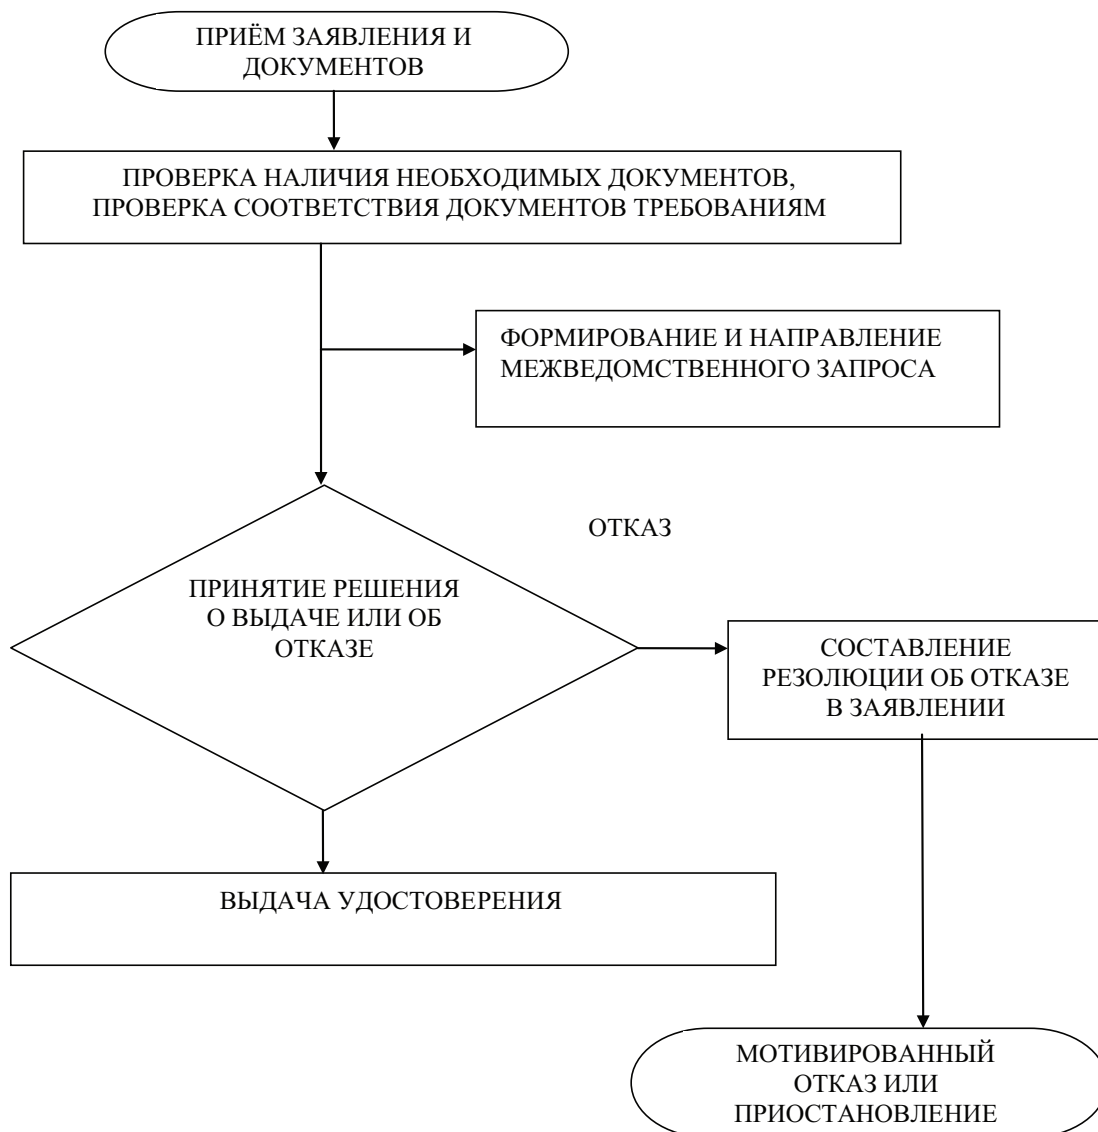 ПРИЁМ ЗАЯВЛЕНИЯ И
ДОКУМЕНТОВ
ПРОВЕРКА НАЛИЧИЯ НЕОБХОДИМЫХ ДОКУМЕНТОВ,
ПРОВЕРКА СООТВЕТСТВИЯ ДОКУМЕНТОВ ТРЕБОВАНИЯМ
ФОРМИРОВАНИЕ И НАПРАВЛЕНИЕ
МЕЖВЕДОМСТВЕННОГО ЗАПРОСА
ОТКАЗ
ПРИНЯТИЕ РЕШЕНИЯ
О ВЫДАЧЕ ИЛИ ОБ
ОТКАЗЕ
СОСТАВЛЕНИЕ
РЕЗОЛЮЦИИ ОБ ОТКАЗЕ
В ЗАЯВЛЕНИИ
ВЫДАЧА УДОСТОВЕРЕНИЯ
МОТИВИРОВАННЫЙ
ОТКАЗ ИЛИ
ПРИОСТАНОВЛЕНИЕ